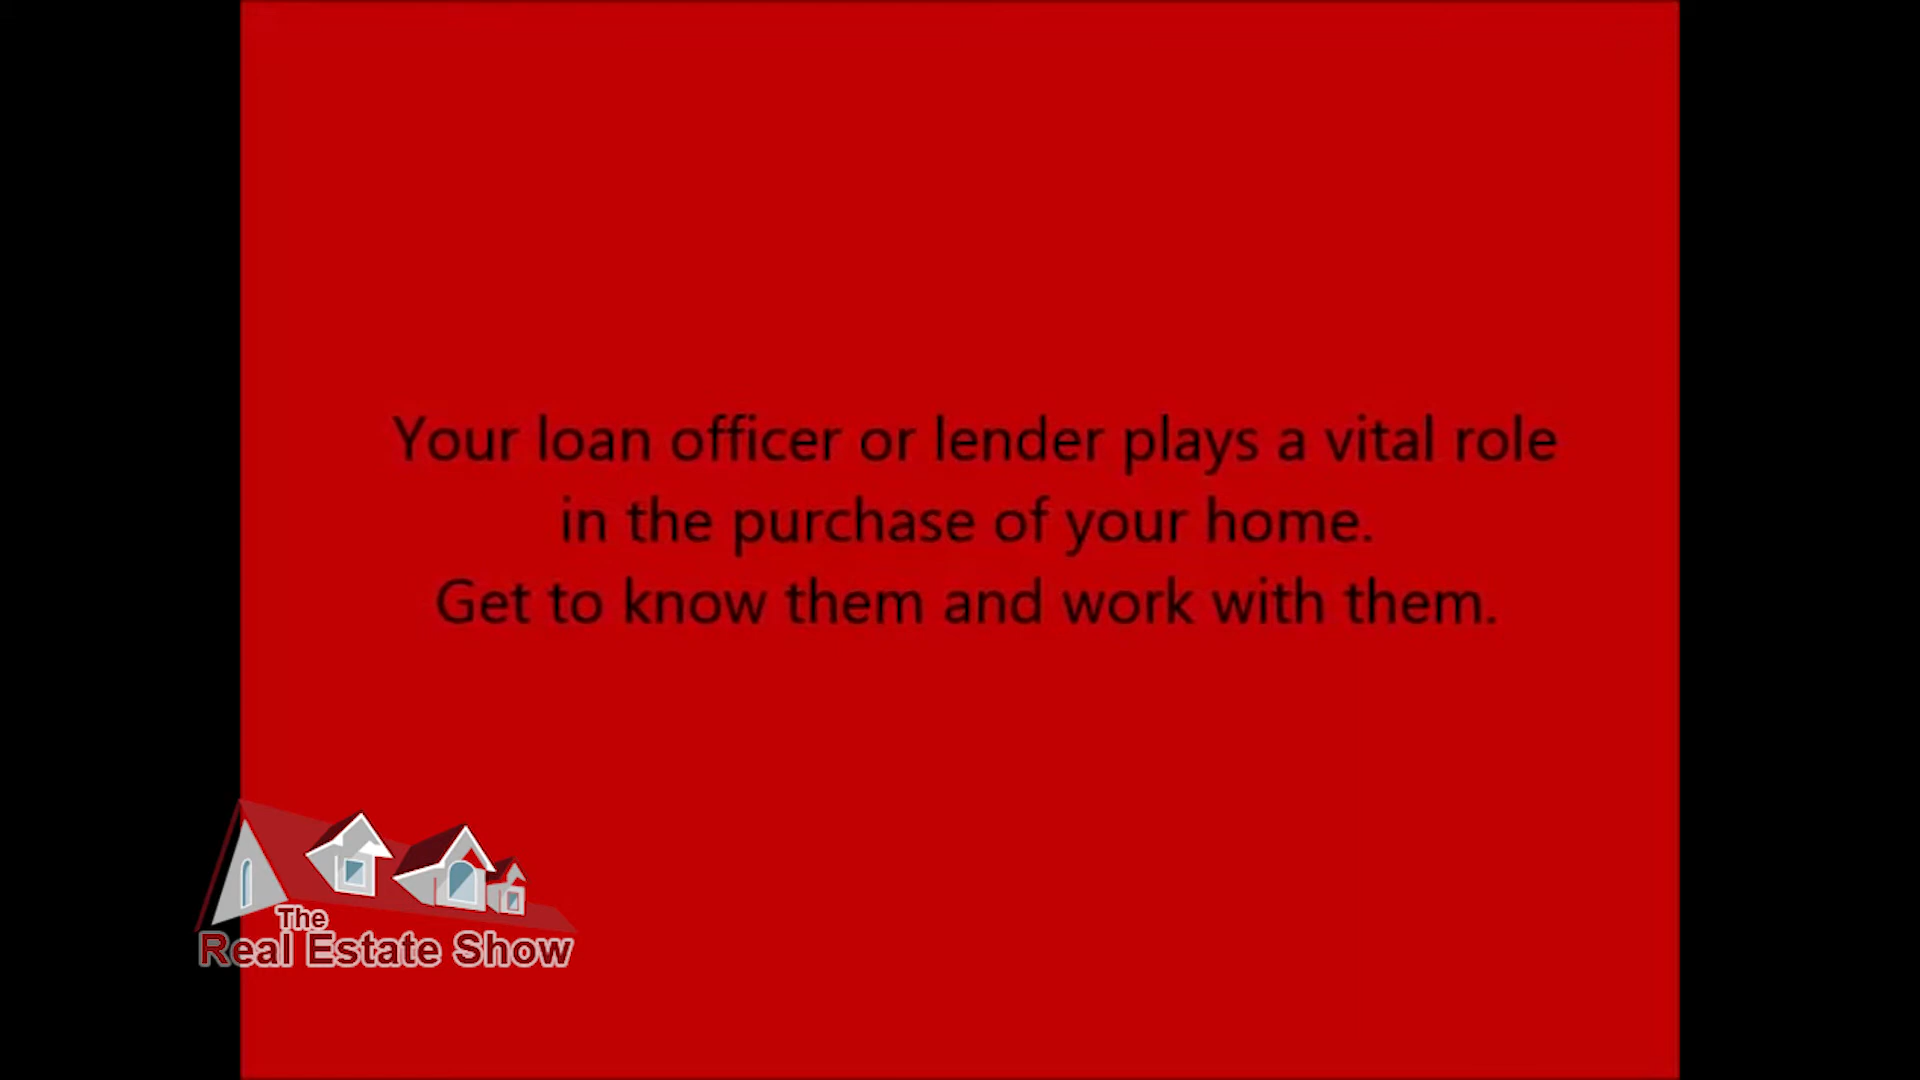 Your loan officer or lender plays a vital role
in the purchase of your home.
Get to know them and work with them.
The
Real Estate Show